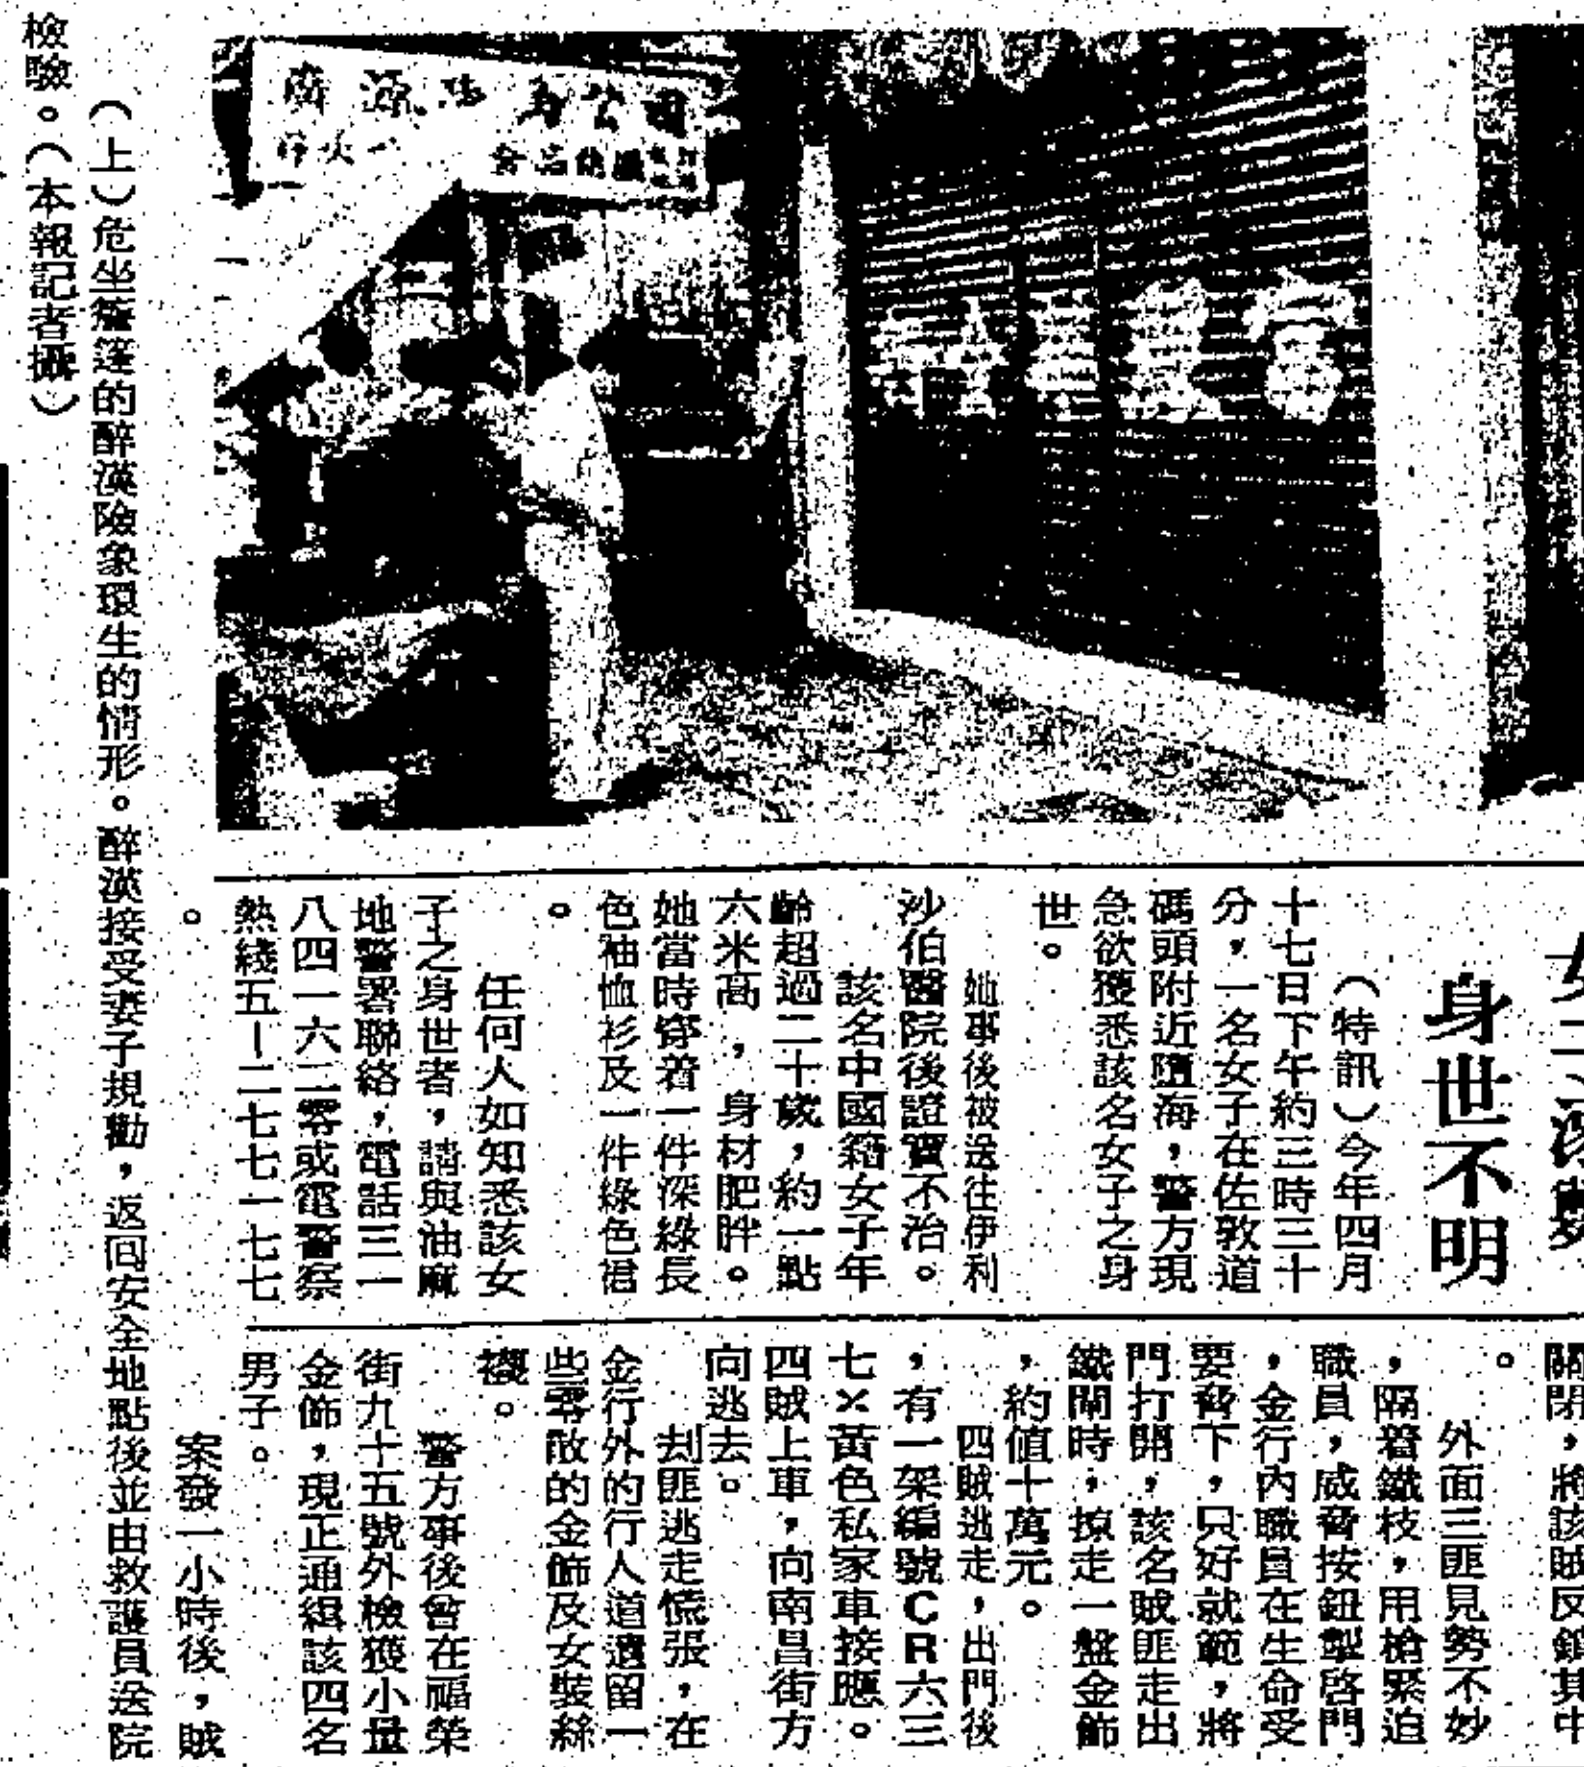 身世不明
（特訊）今年四月
十七日下午約三時三十
分，一名女子在佐敦道
碼頭附近墮海，警方現
急欲獲悉該名女子之身
世。
她事後被送往伊利
沙伯醫院後證實不治。
該名中國籍女子年
齡超過二十歲，約一點
六米高，身材肥胖。
她當時穿着一件深綠長
色袖恤衫及一件綠色裙
。
任何人如知悉該女
子之身世者，請與油麻
地警署聯絡，電話三一
八四一六二零或電警察
熱綫五－二七七一七七
。
關閉，將該賊反鎖其中
。
外面三匪見勢不妙
，隔着鐵枝，用槍緊迫
職員，威脅按鈕掣啓門
，金行內職員在生命受
要脅下，只好就範，將
門打開，該名賊匪走出
鐵閘時，掠走一盤金飾
，約值十萬元。
四賊逃走，出門後
，有一架編號CR六三
七×黃色私家車接應。
四賊上車，向南昌街方
向逃去。
刦匪逃走慌張，在
金行外的行人道遺留一
些零散的金飾及女裝絲
襪。
警方事後曾在福榮
街九十五號外檢獲小量
金飾，現正通緝該四名
男子。
案發一小時後，賊
（上）危坐簷篷的醉漢險象環生的情形。醉漢接受妻子規勸，返回安全地點後並由救護員送院
檢驗。（本報記者攝）